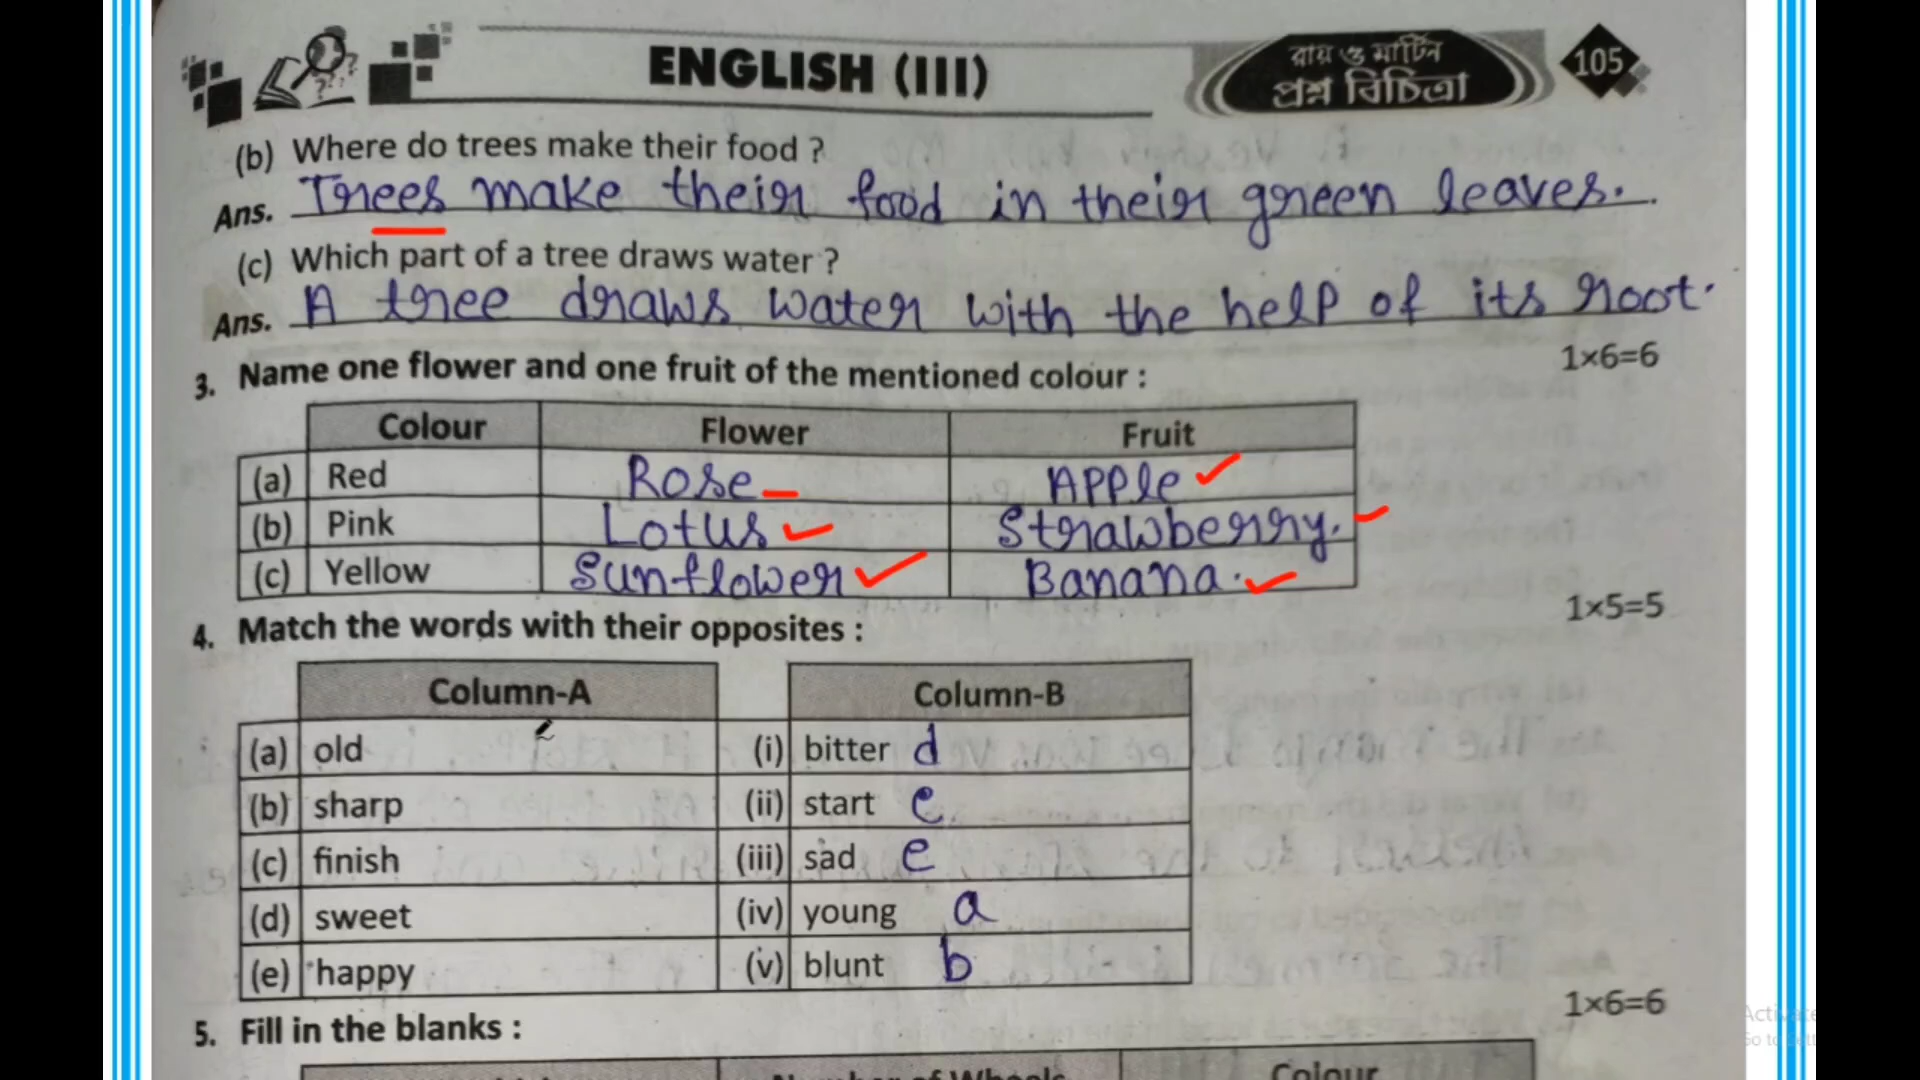 ENGLISH (III)
রায় ও মার্টিন
প্রশ্ন বিচিত্রা
105
(b) Where do trees make their food ?
Ans. Trees make their food in their green leaves.
(c) Which part of a tree draws water ?
Ans. A tree draws water with the help of its root.
3. Name one flower and one fruit of the mentioned colour : 1×6=6
Colour Flower Fruit
(a) Red Rose Apple
(b) Pink Lotus Strawberry.
(c) Yellow Sunflower Banana.
4. Match the words with their opposites : 1×5=5
Column-A Column-B
(a) old (i) bitter d
(b) sharp (ii) start e
(c) finish (iii) sad e
(d) sweet (iv) young a
(e) happy (v) blunt b
5. Fill in the blanks : 1×6=6
Number of Wheels Colour